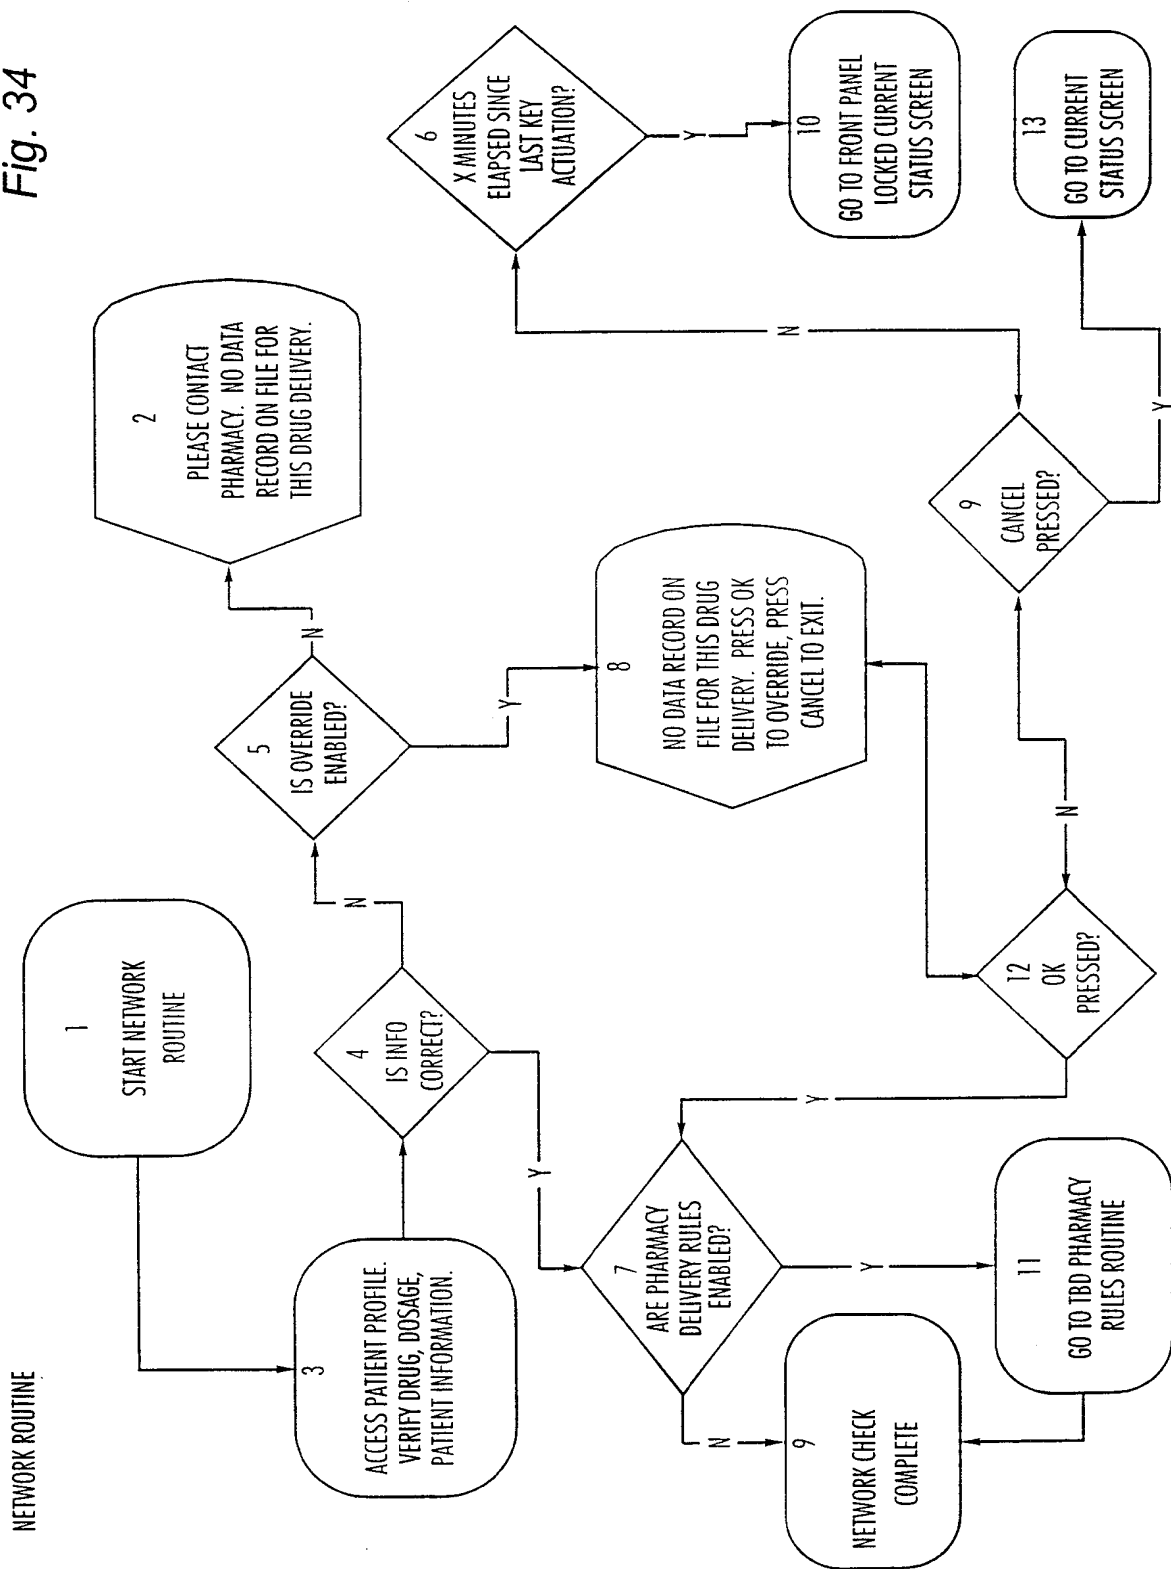 NETWORK ROUTINE
Fig. 34
1
START NETWORK
ROUTINE
2
PLEASE CONTACT
PHARMACY. NO DATA
RECORD ON FILE FOR
THIS DRUG DELIVERY.
3
ACCESS PATIENT PROFILE.
VERIFY DRUG, DOSAGE,
PATIENT INFORMATION.
4
IS INFO
CORRECT?
N
Y
5
IS OVERRIDE
ENABLED?
N
Y
6
X MINUTES
ELAPSED SINCE
LAST KEY
ACTUATION?
Y
7
ARE PHARMACY
DELIVERY RULES
ENABLED?
N
Y
8
NO DATA RECORD ON
FILE FOR THIS DRUG
DELIVERY. PRESS OK
TO OVERRIDE, PRESS
CANCEL TO EXIT.
9
NETWORK CHECK
COMPLETE
10
GO TO FRONT PANEL
LOCKED CURRENT
STATUS SCREEN
11
GO TO TBD PHARMACY
RULES ROUTINE
12
OK
PRESSED?
Y
N
9
CANCEL
PRESSED?
N
Y
13
GO TO CURRENT
STATUS SCREEN